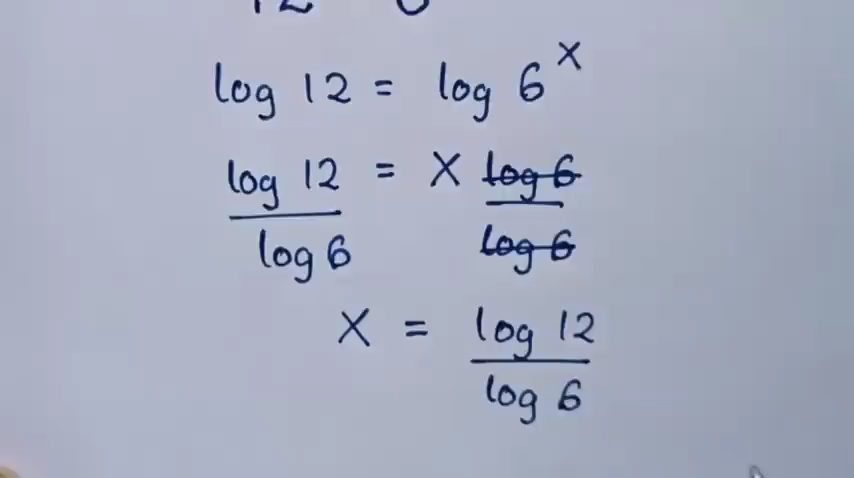 log 12 = log 6^x
log 12 / log 6 = x log 6 / log 6
x = log 12 / log 6